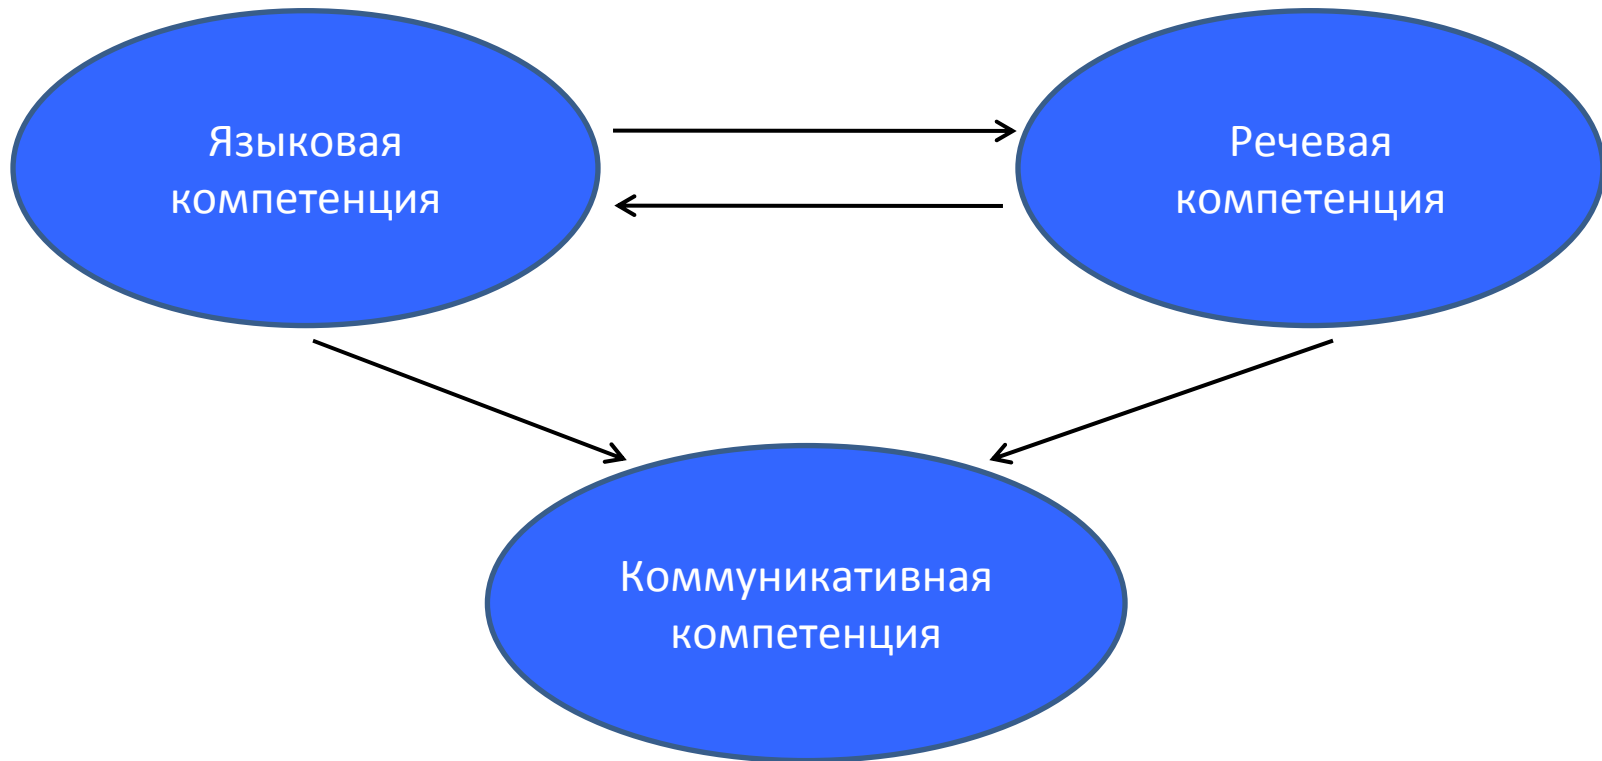 Языковая
компетенция
Речевая
компетенция
Коммуникативная
компетенция